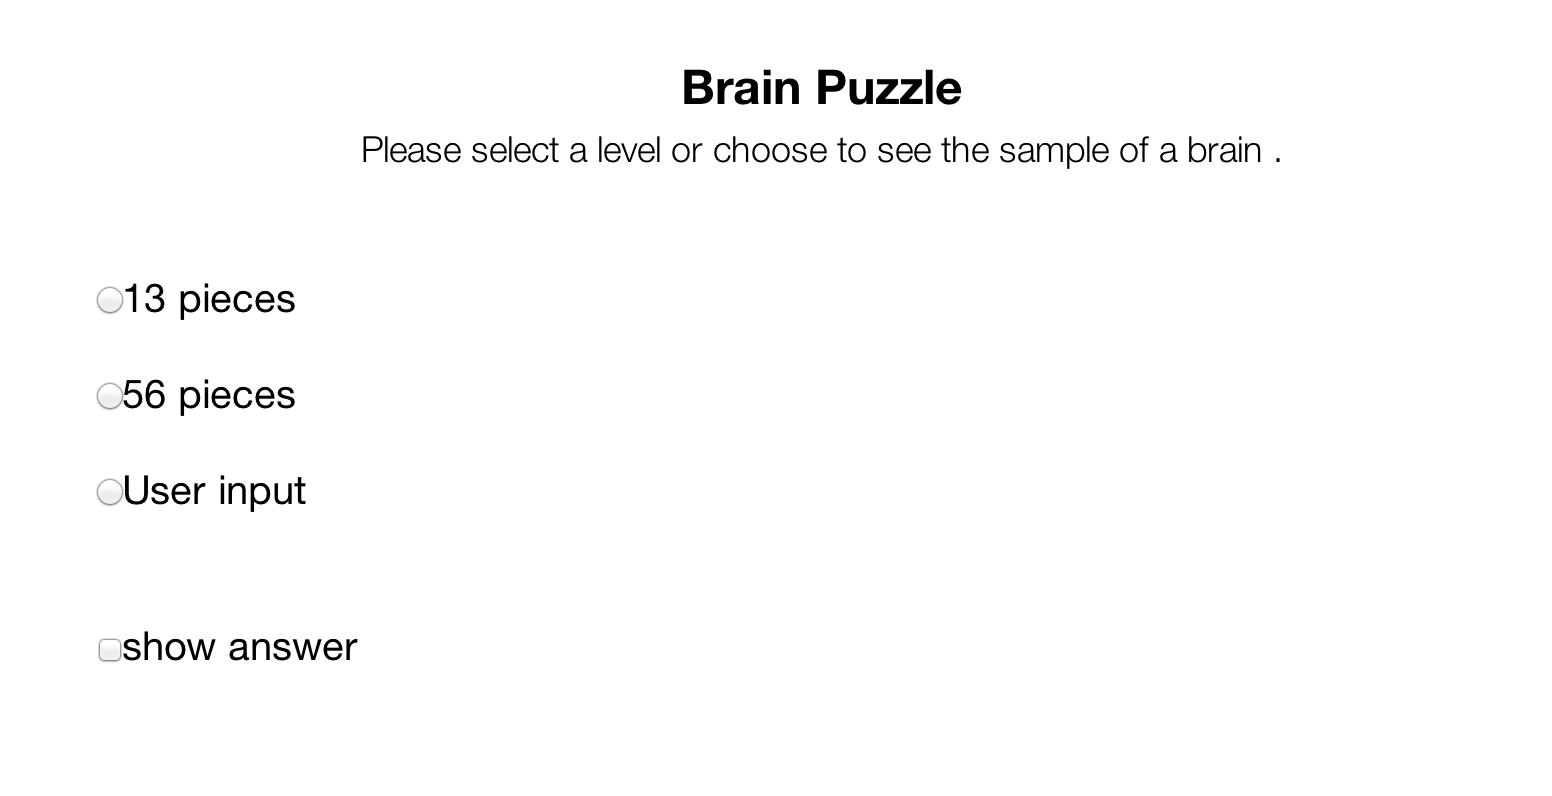 Brain Puzzle
Please select a level or choose to see the sample of a brain .
13 pieces
56 pieces
User input
show answer